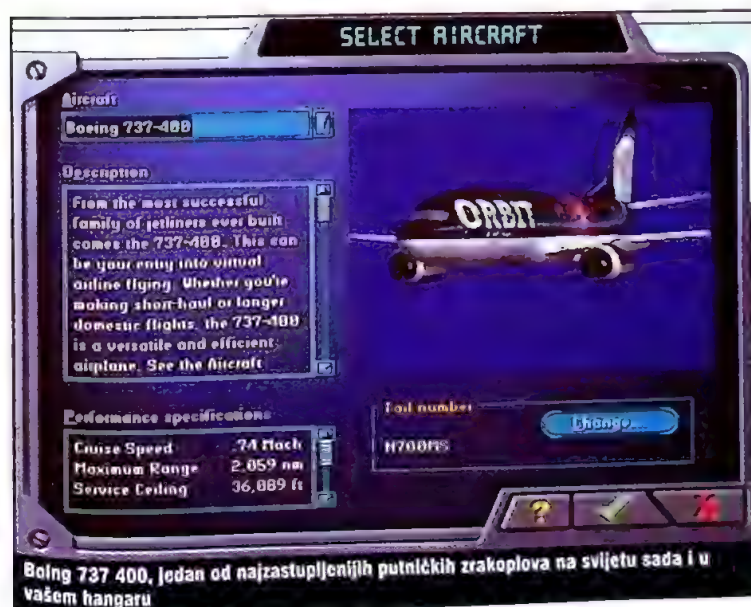 SELECT AIRCRAFT
Aircraft
Boeing 737-400
Description
From the most successful
family of jetliners ever built
comes the 737-400. This can
be your entry into virtual
airline flying. Whether you're
making short-haul or longer
domestic flights, the 737-400
is a versatile and efficient
airplane. See the Aircraft
ORBIT
Performance specifications
Cruise Speed .74 Mach
Maximum Range 2,059 nm
Service Ceiling 36,089 ft
Tail number
Change...
N700MS
?
Boing 737 400, jedan od najzastupljenijih putničkih zrakoplova na svijetu sada i u
vašem hangaru